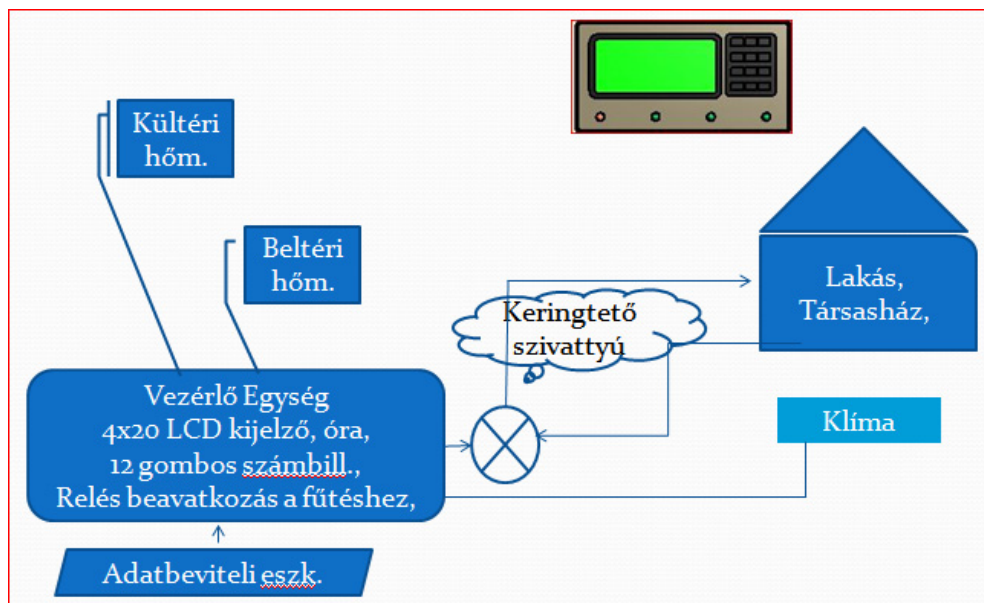 Kültéri
hőm.
Beltéri
hőm.
Keringtető
szivattyú
Lakás,
Társasház,
Vezérlő Egység
4x20 LCD kijelző, óra,
12 gombos számbill.,
Relés beavatkozás a fűtéshez,
Klíma
Adatbeviteli eszk.